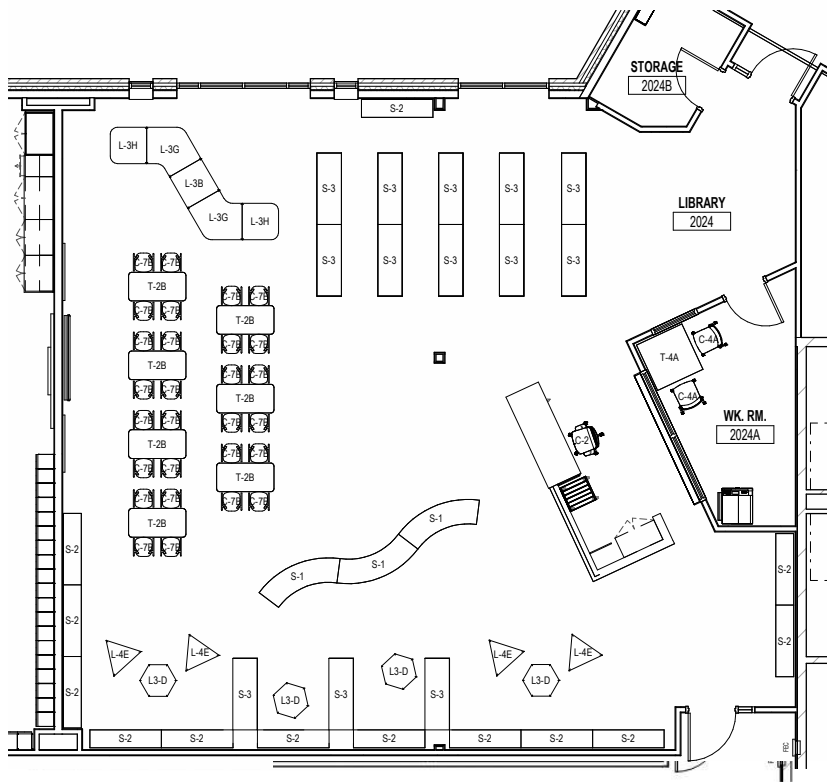 STORAGE
2024B
S-2
L-3H
L-3G
L-3B
L-3G
L-3H
S-3
S-3
S-3
S-3
S-3
S-3
S-3
S-3
S-3
S-3
LIBRARY
2024
C-7B
C-7B
T-2B
C-7B
C-7B
C-7B
C-7B
T-2B
C-7B
C-7B
C-7B
C-7B
T-2B
C-7B
C-7B
C-7B
C-7B
T-2B
C-7B
C-7B
C-7B
C-7B
T-2B
C-7B
C-7B
C-7B
C-7B
T-2B
C-7B
C-7B
C-7B
C-7B
T-2B
C-7B
C-7B
C-4A
T-4A
C-4A
WK. RM.
2024A
C-2
S-1
S-1
S-1
S-2
S-2
S-2
S-2
S-2
L-4E
L-4E
L3-D
L3-D
L3-D
L-4E
L-4E
L3-D
S-3
S-3
S-3
S-2
S-2
S-2
S-2
S-2
S-2
S-2
FEC